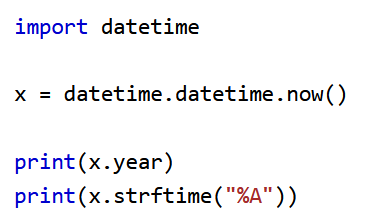 import datetime
x = datetime.datetime.now()
print(x.year)
print(x.strftime("%A"))